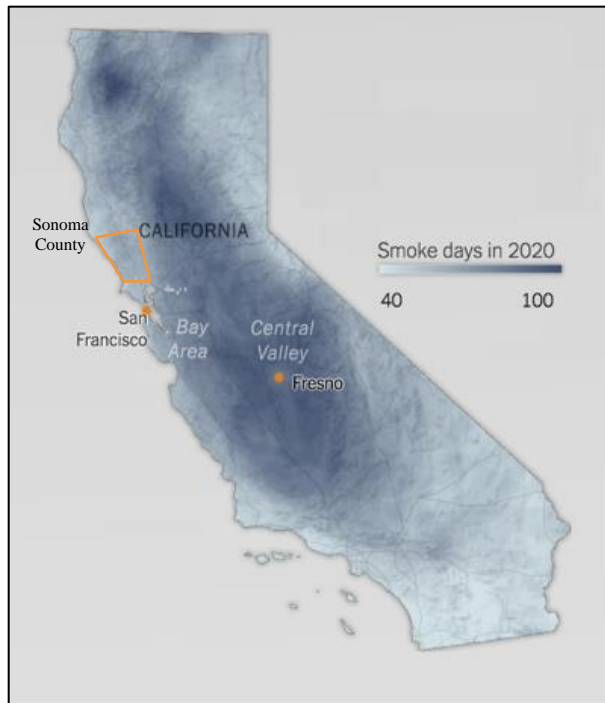 Sonoma
County
CALIFORNIA
Smoke days in 2020
40 100
San
Francisco
Bay
Area
Central
Valley
Fresno